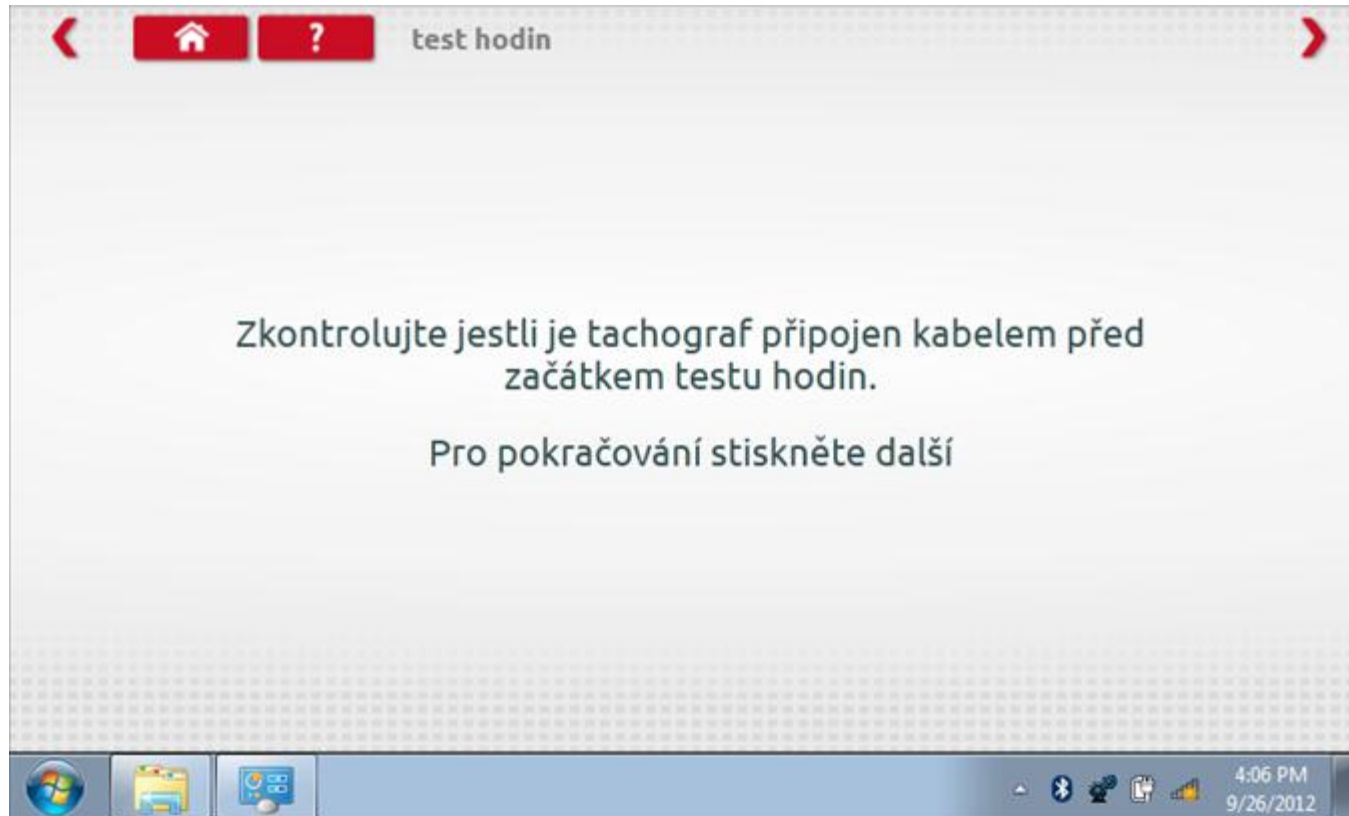 ? test hodin
Zkontrolujte jestli je tachograf připojen kabelem před
začátkem testu hodin.
Pro pokračování stiskněte další
4:06 PM
9/26/2012